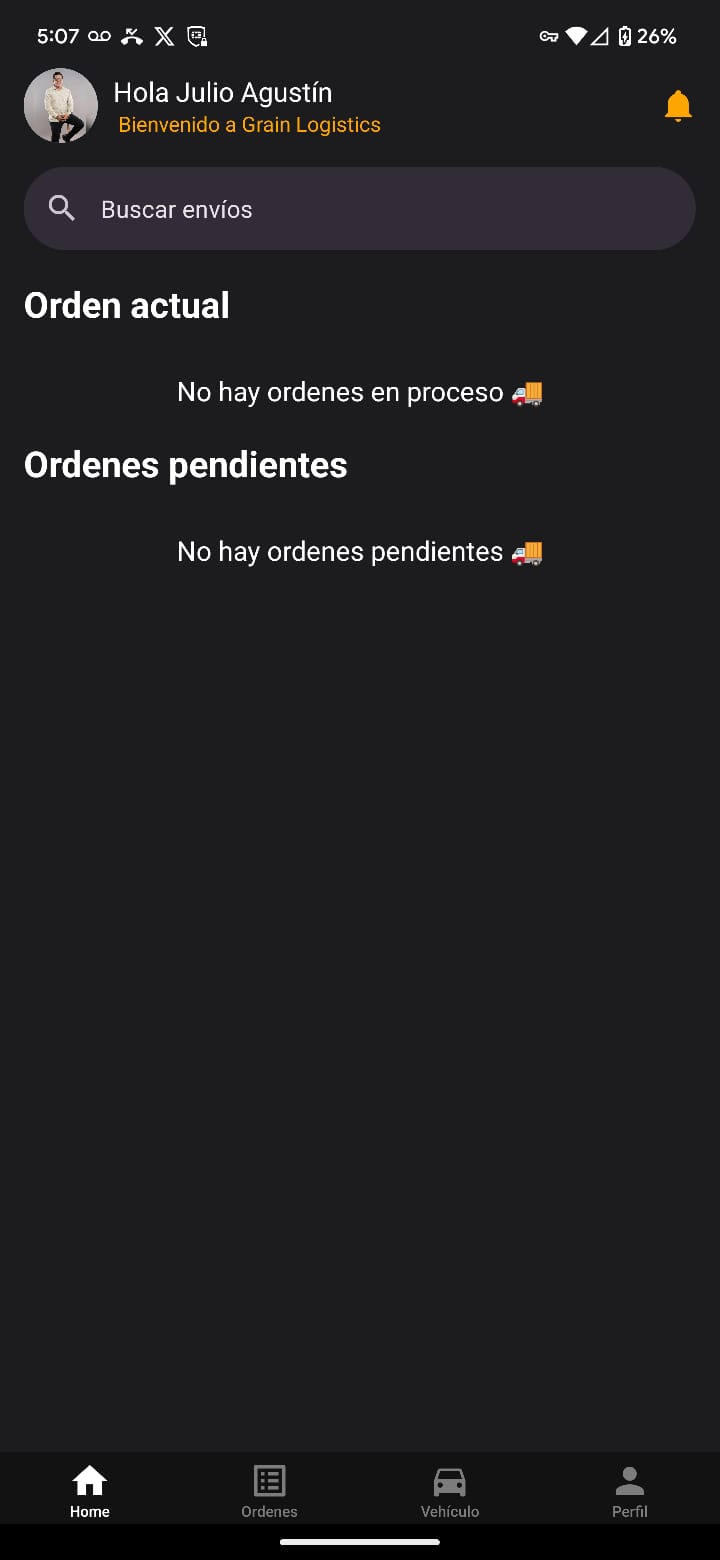 5:07 26%
Hola Julio Agustín
Bienvenido a Grain Logistics
Buscar envíos
Orden actual
No hay ordenes en proceso 🚚
Ordenes pendientes
No hay ordenes pendientes 🚚
Home Ordenes Vehículo Perfil